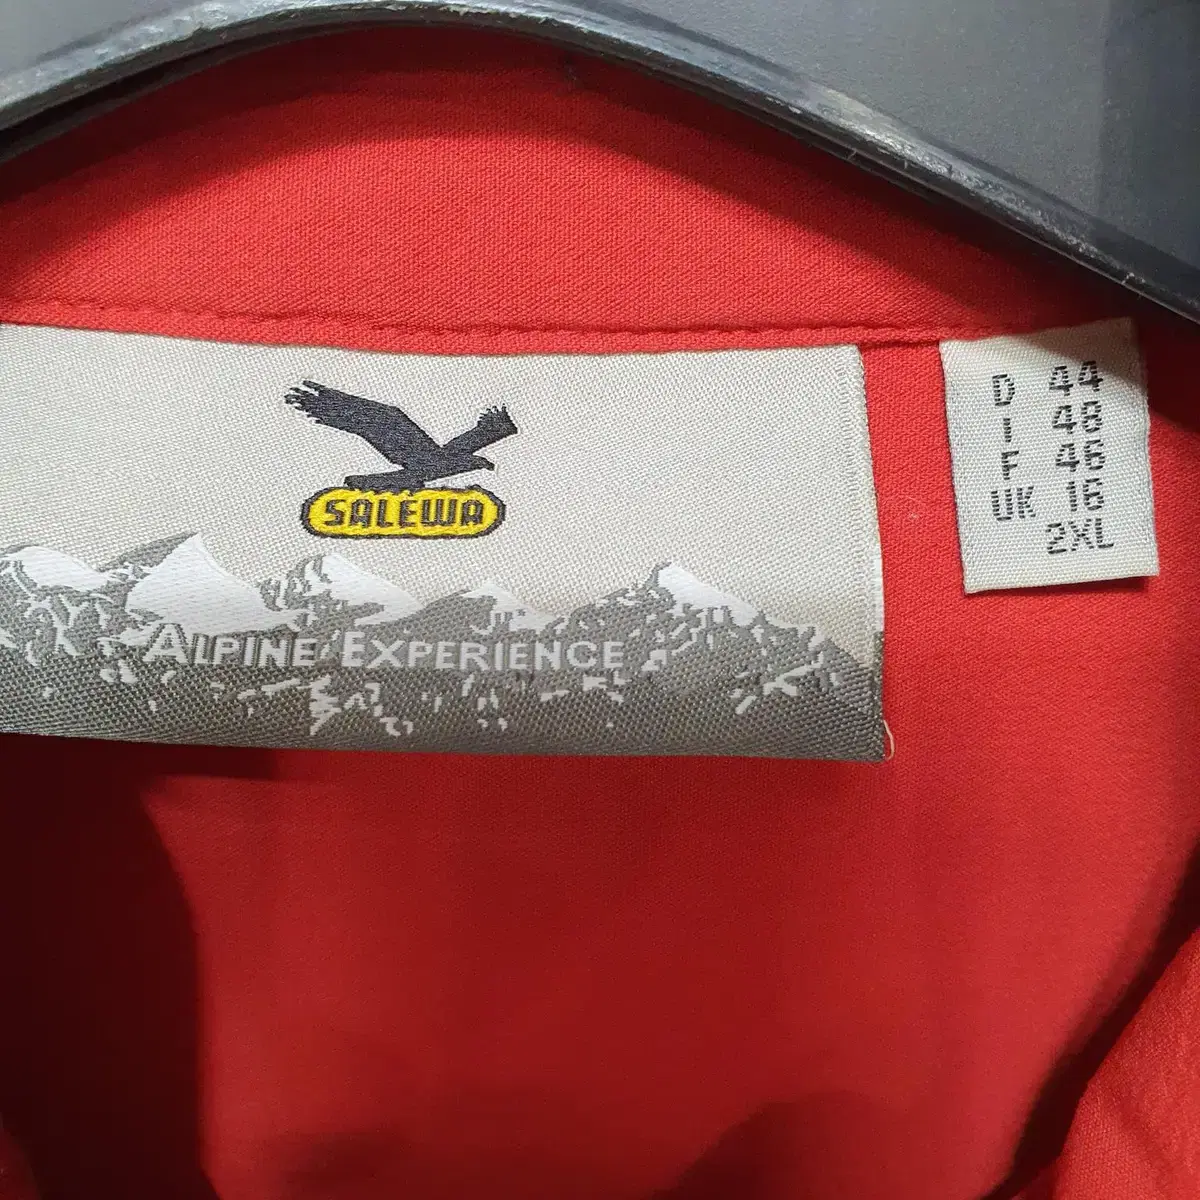 SALEWA
ALPINE EXPERIENCE
D 44
I 48
F 46
UK 16
2XL